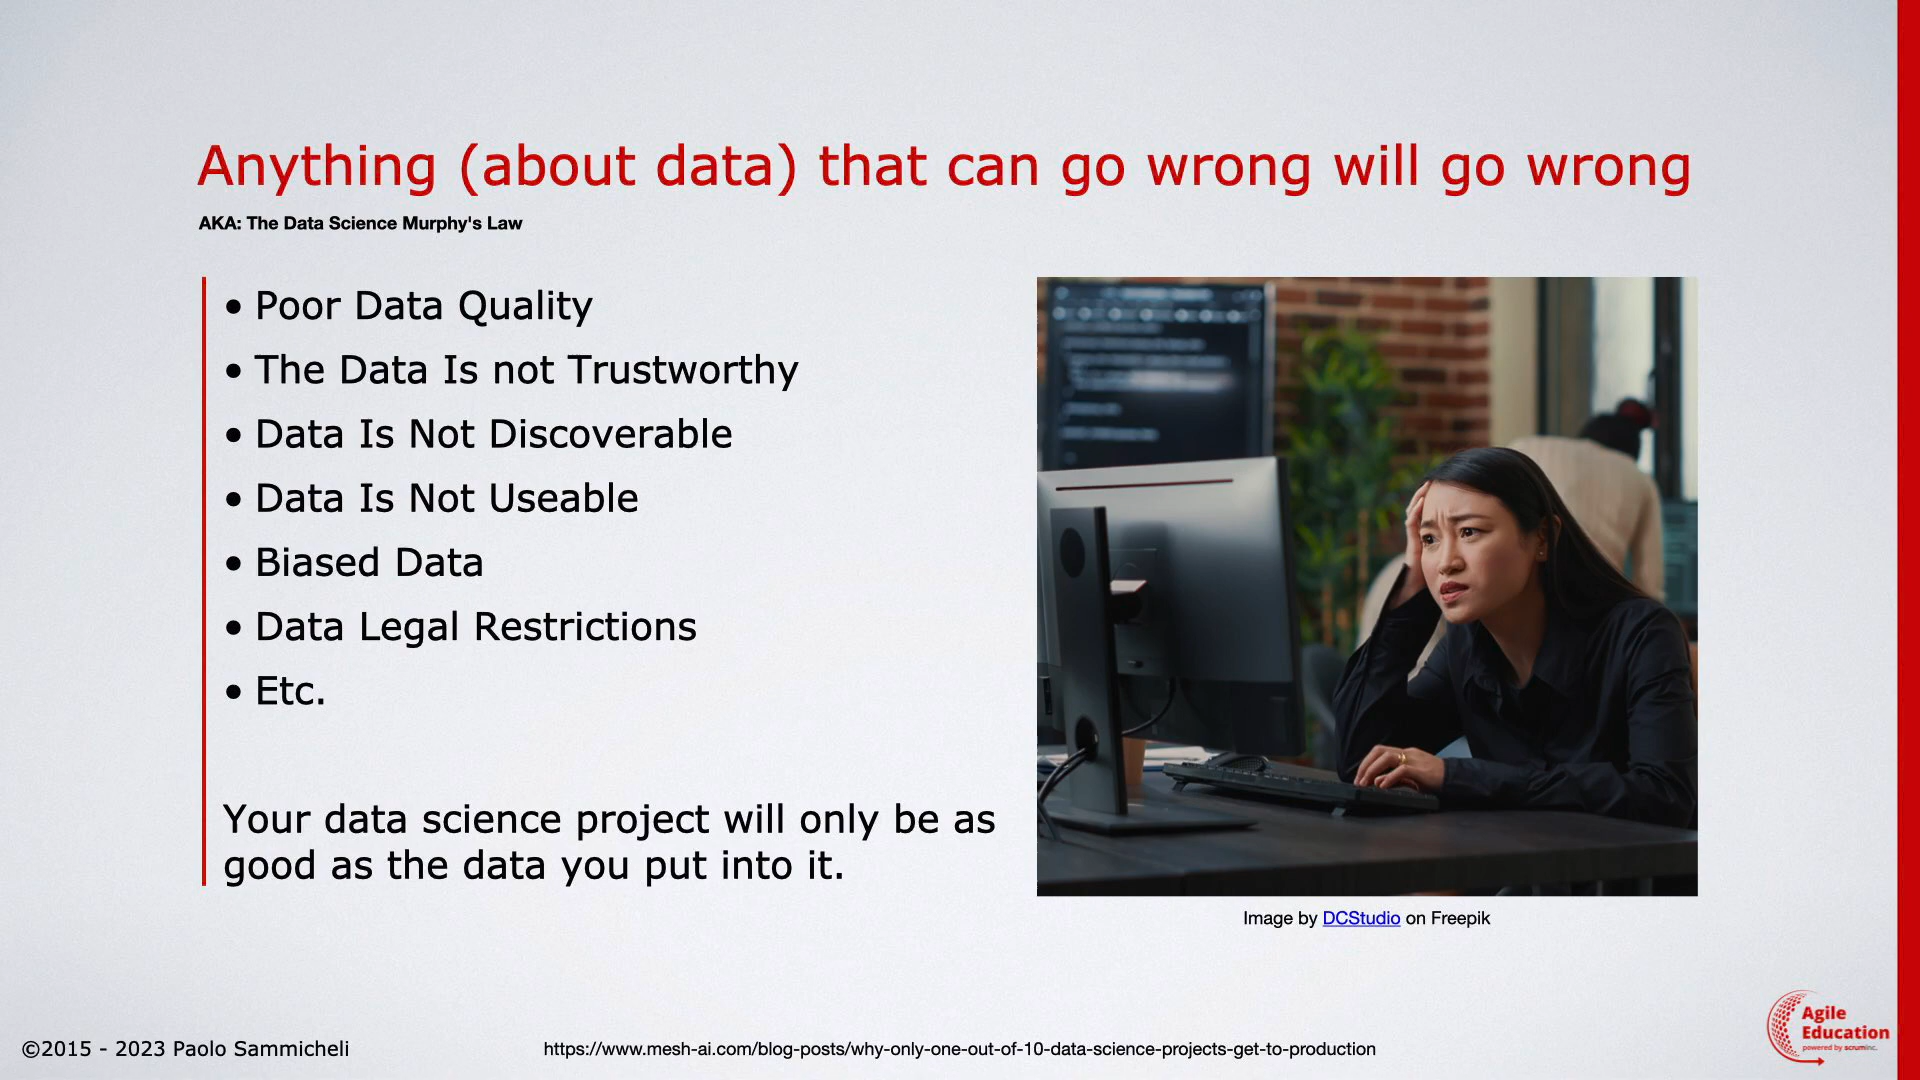 Anything (about data) that can go wrong will go wrong
AKA: The Data Science Murphy's Law
• Poor Data Quality
• The Data Is not Trustworthy
• Data Is Not Discoverable
• Data Is Not Useable
• Biased Data
• Data Legal Restrictions
• Etc.
Your data science project will only be as
good as the data you put into it.
Image by DCStudio on Freepik
©2015 - 2023 Paolo Sammicheli
https://www.mesh-ai.com/blog-posts/why-only-one-out-of-10-data-science-projects-get-to-production
Agile
Education
powered by scruminc.